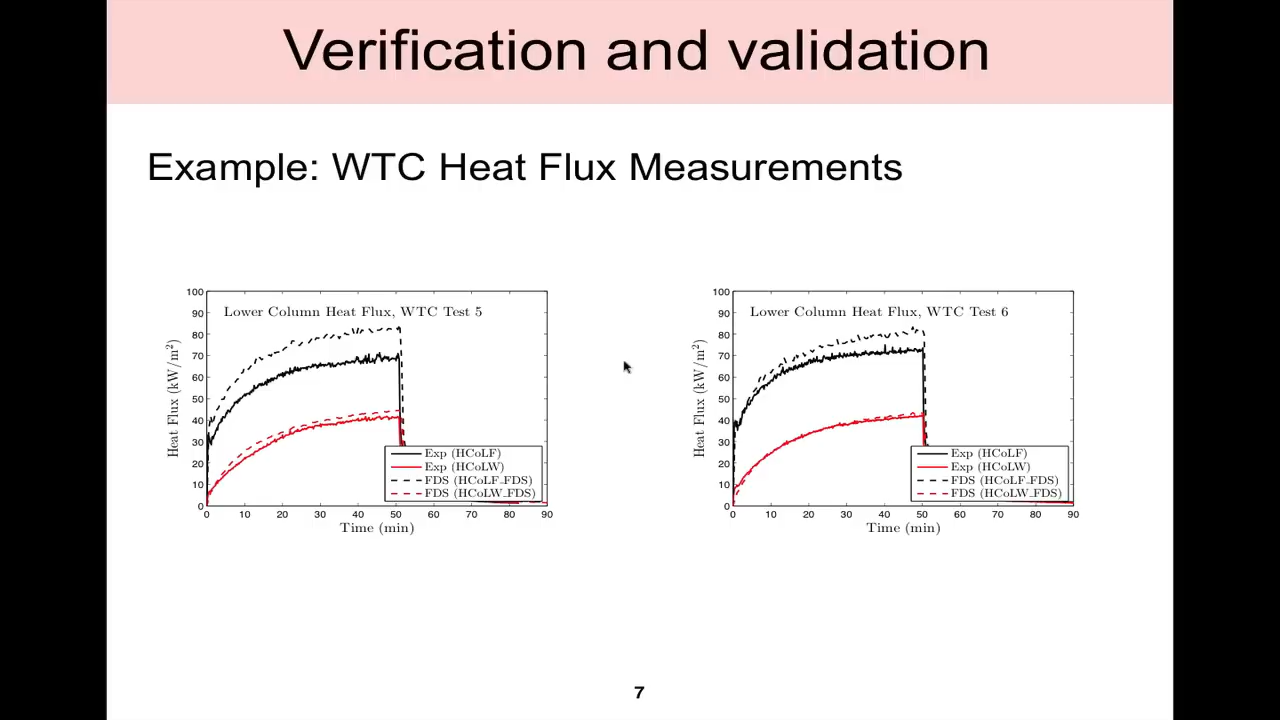 Verification and validation
Example: WTC Heat Flux Measurements
Lower Column Heat Flux, WTC Test 5
Heat Flux (kW/m²)
100
90
80
70
60
50
40
30
20
10
0
Exp (HCoLF)
Exp (HCoLW)
FDS (HCoLF_FDS)
FDS (HCoLW_FDS)
0 10 20 30 40 50 60 70 80 90
Time (min)
Lower Column Heat Flux, WTC Test 6
Heat Flux (kW/m²)
100
90
80
70
60
50
40
30
20
10
0
Exp (HCoLF)
Exp (HCoLW)
FDS (HCoLF_FDS)
FDS (HCoLW_FDS)
0 10 20 30 40 50 60 70 80 90
Time (min)
7